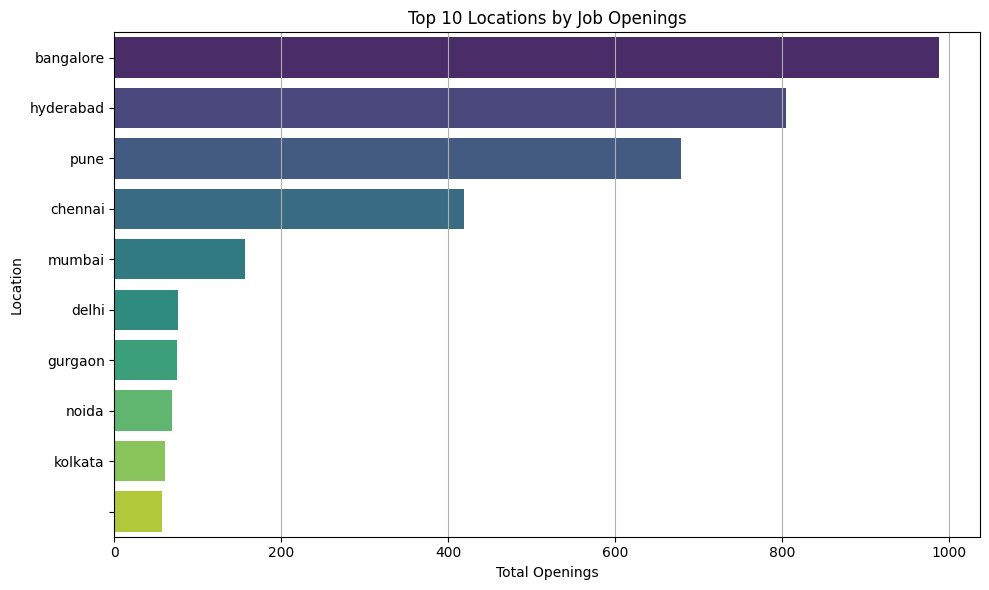 Top 10 Locations by Job Openings
Location
bangalore
hyderabad
pune
chennai
mumbai
delhi
gurgaon
noida
kolkata
0 200 400 600 800 1000
Total Openings